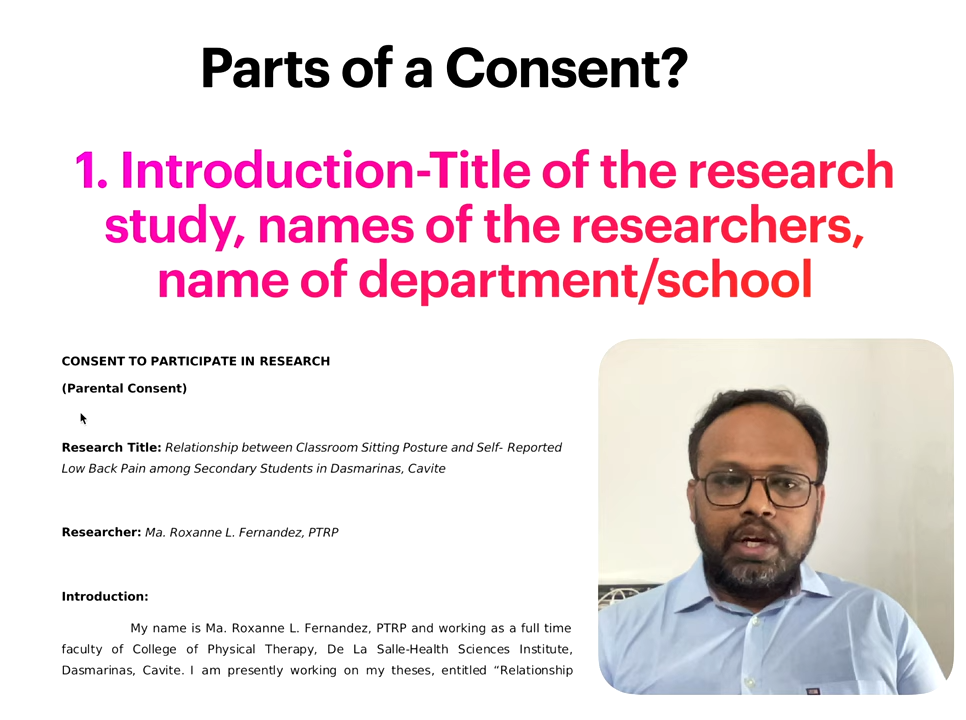 Parts of a Consent?
1. Introduction-Title of the research
study, names of the researchers,
name of department/school
CONSENT TO PARTICIPATE IN RESEARCH
(Parental Consent)
Research Title: Relationship between Classroom Sitting Posture and Self- Reported
Low Back Pain among Secondary Students in Dasmarinas, Cavite
Researcher: Ma. Roxanne L. Fernandez, PTRP
Introduction:
My name is Ma. Roxanne L. Fernandez, PTRP and working as a full time
faculty of College of Physical Therapy, De La Salle-Health Sciences Institute,
Dasmarinas, Cavite. I am presently working on my theses, entitled “Relationship